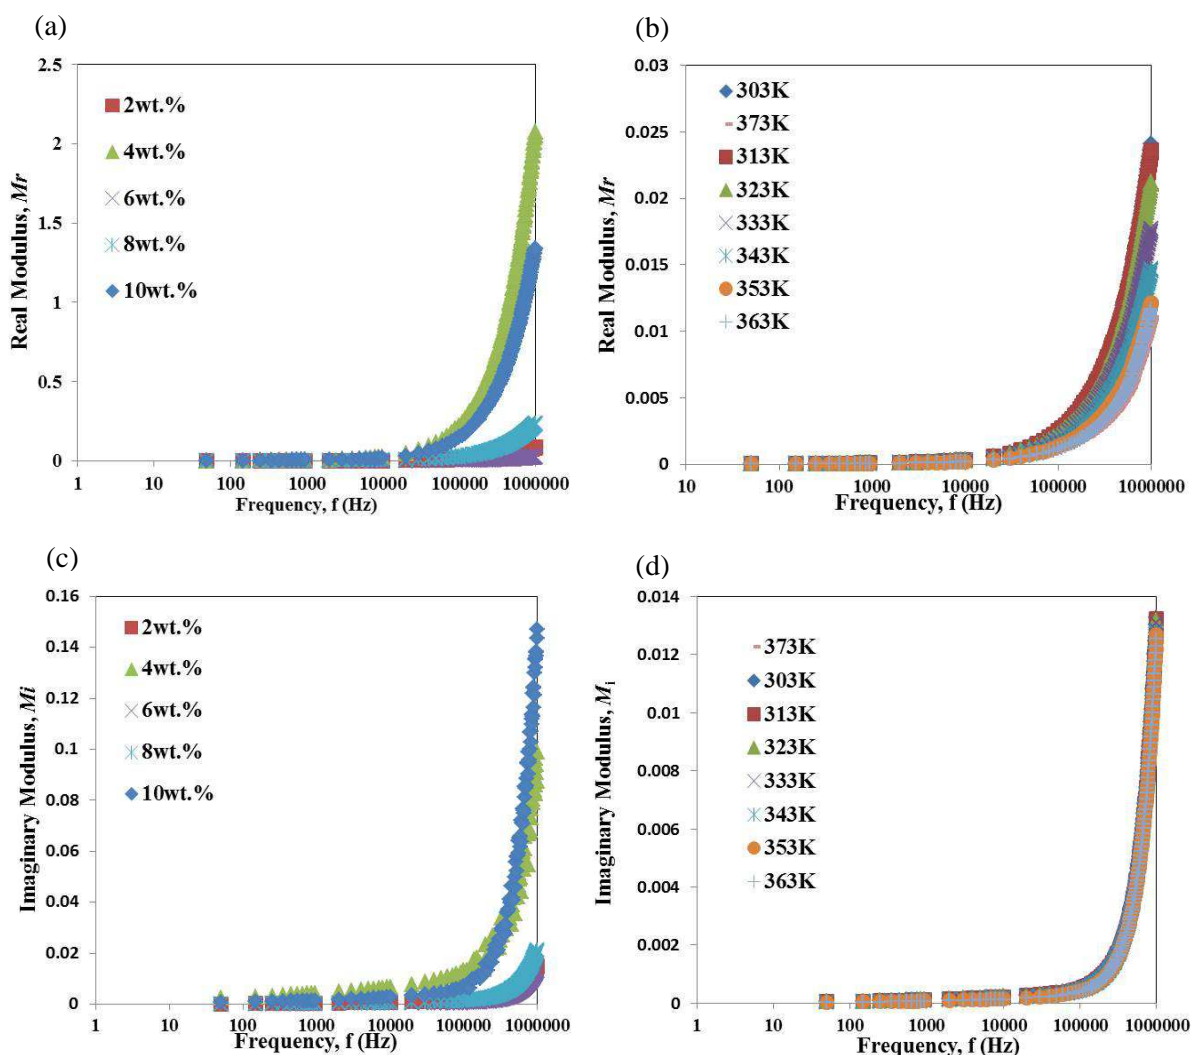 (a)
2.5
2
1.5
1
0.5
0
1 10 100 1000 10000 100000 1000000
Real Modulus, Mr
Frequency, f (Hz)
2wt.%
4wt.%
6wt.%
8wt.%
10wt.%
(b)
0.03
0.025
0.02
0.015
0.01
0.005
0
10 100 1000 10000 100000 1000000
Real Modulus, Mr
Frequency, f (Hz)
303K
373K
313K
323K
333K
343K
353K
363K
(c)
0.16
0.14
0.12
0.1
0.08
0.06
0.04
0.02
0
1 10 100 1000 10000 100000 1000000
Imaginary Modulus, Mi
Frequency, f (Hz)
2wt.%
4wt.%
6wt.%
8wt.%
10wt.%
(d)
0.014
0.012
0.01
0.008
0.006
0.004
0.002
0
1 10 100 1000 10000 100000 1000000
Imaginary Modulus, Mi
Frequency, f (Hz)
373K
303K
313K
323K
333K
343K
353K
363K